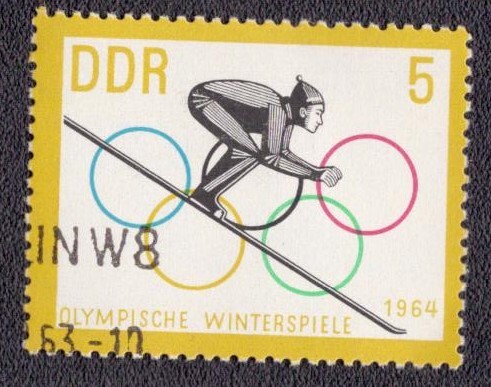 DDR 5
INW8
OLYMPISCHE WINTERSPIELE 1964
63-10